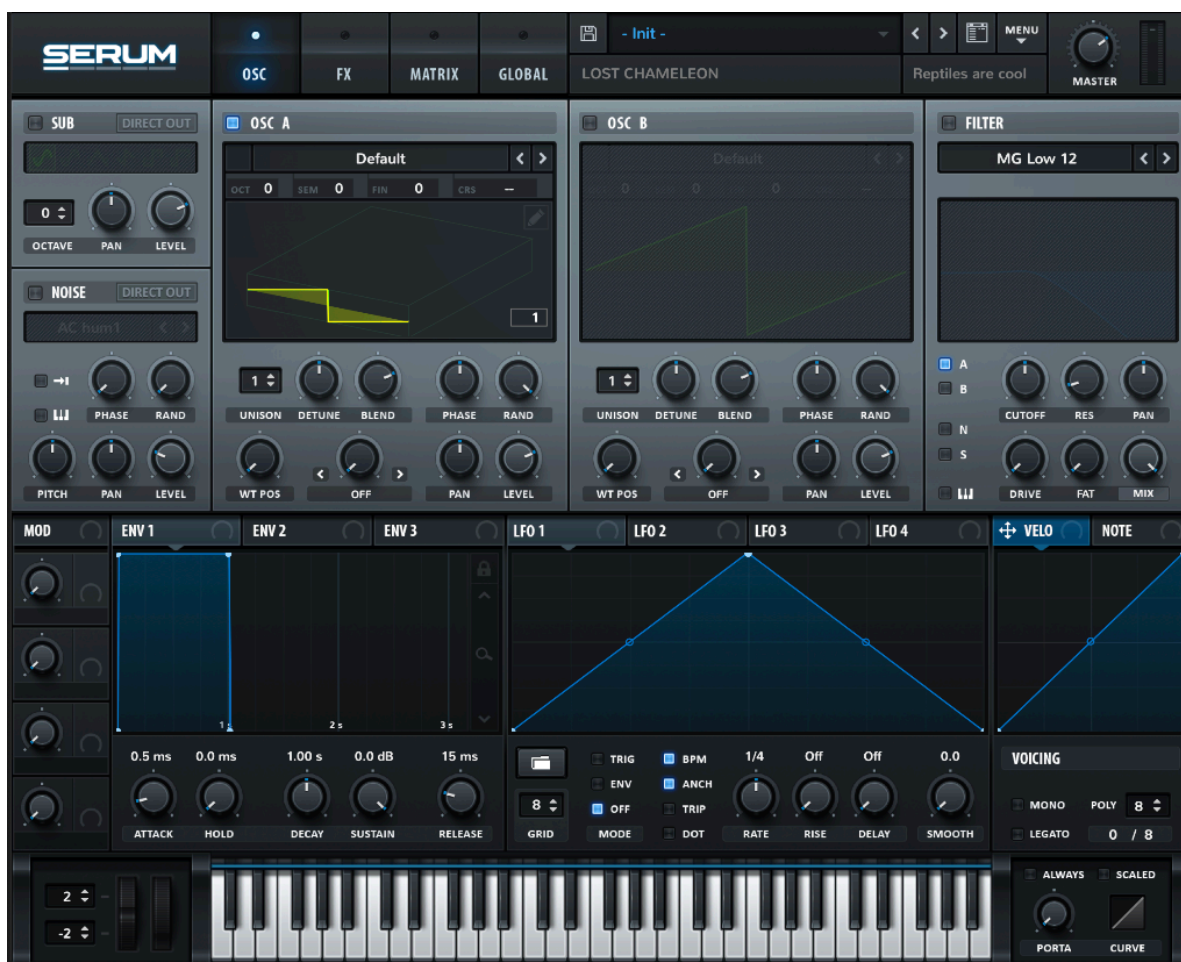 SERUM
OSC FX MATRIX GLOBAL
- Init -
MENU
LOST CHAMELEON
Reptiles are cool
MASTER
SUB DIRECT OUT
0
OCTAVE PAN LEVEL
NOISE DIRECT OUT
AC hum1
PHASE RAND
PITCH PAN LEVEL
OSC A
Default
OCT 0 SEM 0 FIN 0 CRS --
1
1
UNISON DETUNE BLEND PHASE RAND
WT POS OFF PAN LEVEL
OSC B
Default
0 0 0 --
1
UNISON DETUNE BLEND PHASE RAND
WT POS OFF PAN LEVEL
FILTER
MG Low 12
A
B
N
S
CUTOFF RES PAN
DRIVE FAT MIX
MOD ENV 1 ENV 2 ENV 3 LFO 1 LFO 2 LFO 3 LFO 4 VELO NOTE
1 s 2 s 3 s
0.5 ms 0.0 ms 1.00 s 0.0 dB 15 ms
ATTACK HOLD DECAY SUSTAIN RELEASE
8
GRID
TRIG BPM
ENV ANCH
OFF TRIP
MODE DOT
1/4 Off Off 0.0
RATE RISE DELAY SMOOTH
VOICING
MONO POLY 8
LEGATO 0 / 8
2
-2
ALWAYS SCALED
PORTA CURVE